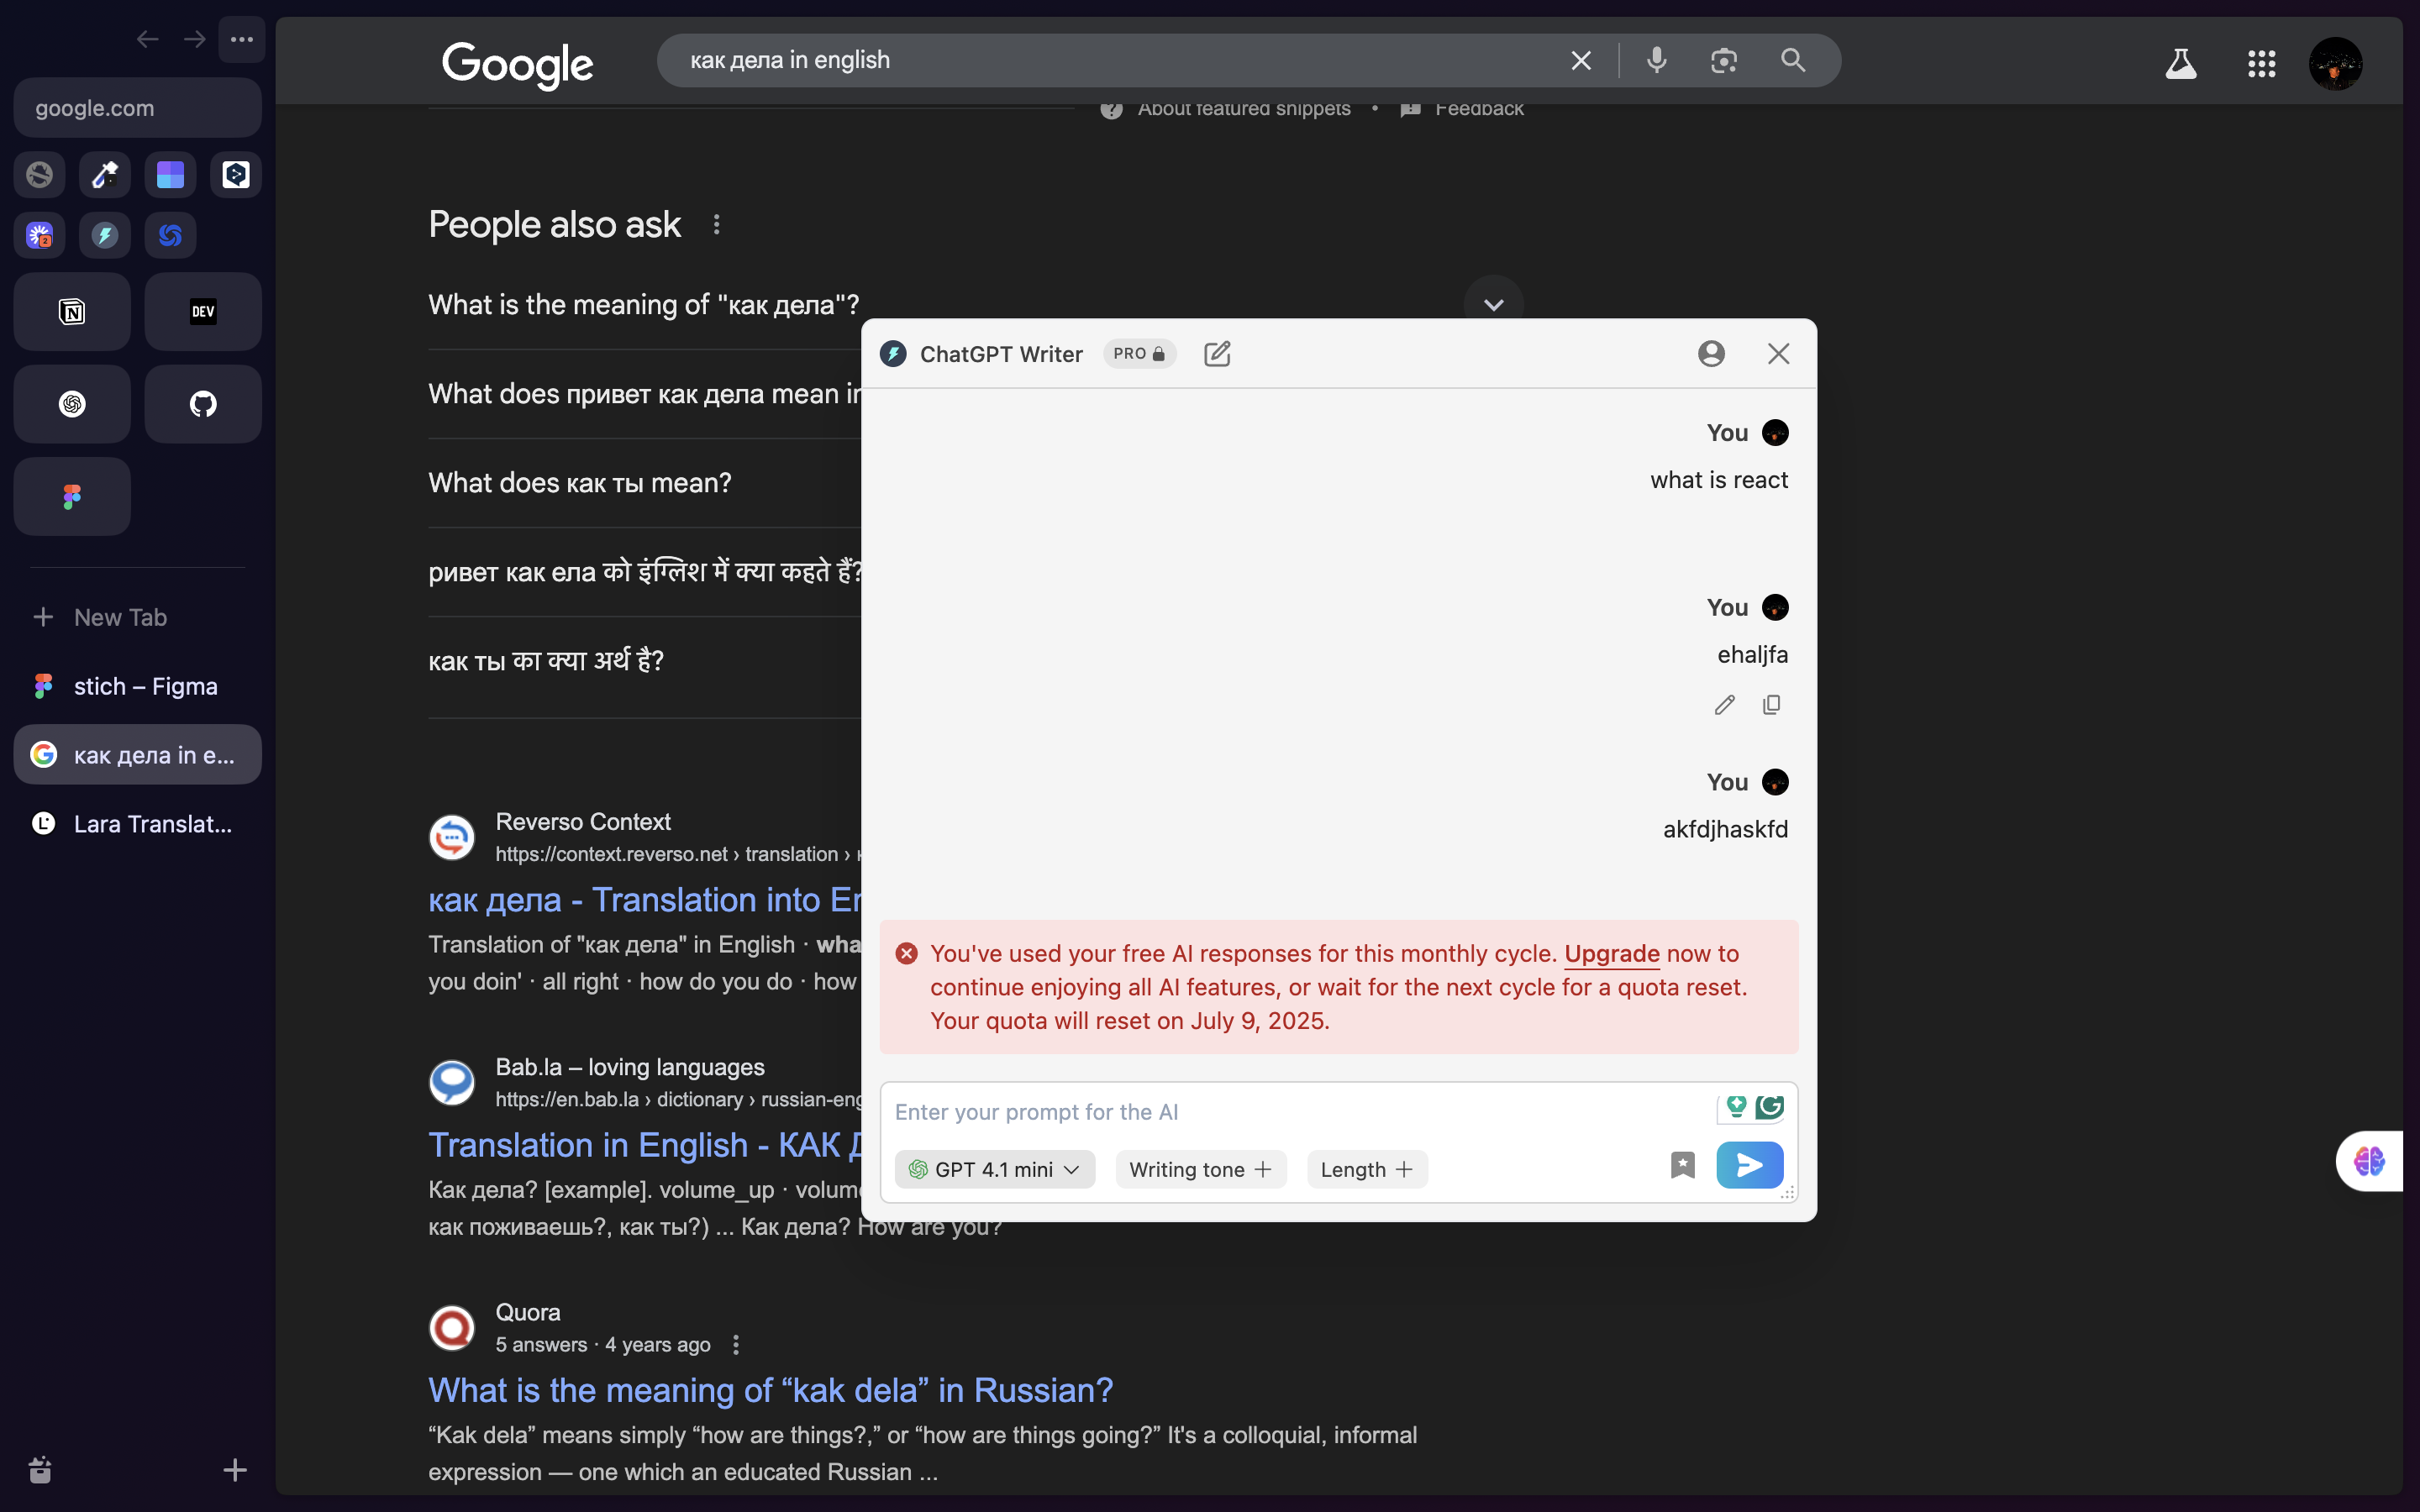 google.com
2
DEV
New Tab
stich – Figma
как дела in e...
Lara Translat...
Google
как дела in english
About featured snippets • Feedback
People also ask
What is the meaning of "как дела"?
What does привет как дела mean in
What does как ты mean?
ривет как ела को इंग्लिश में क्या कहते हैं?
как ты का क्या अर्थ है?
Reverso Context
https://context.reverso.net › translation ›
как дела - Translation into En
Translation of "как дела" in English · wha
you doin' · all right · how do you do · how
Bab.la – loving languages
https://en.bab.la › dictionary › russian-eng
Translation in English - КАК Д
Как дела? [example]. volume_up · volume
как поживаешь?, как ты?) ... Как дела? How are you?
Quora
5 answers · 4 years ago
What is the meaning of “kak dela” in Russian?
“Kak dela” means simply “how are things?,” or “how are things going?” It's a colloquial, informal
expression — one which an educated Russian ...
ChatGPT Writer PRO
You
what is react
You
ehaljfa
You
akfdjhaskfd
You've used your free AI responses for this monthly cycle. Upgrade now to
continue enjoying all AI features, or wait for the next cycle for a quota reset.
Your quota will reset on July 9, 2025.
Enter your prompt for the AI
GPT 4.1 mini Writing tone + Length +